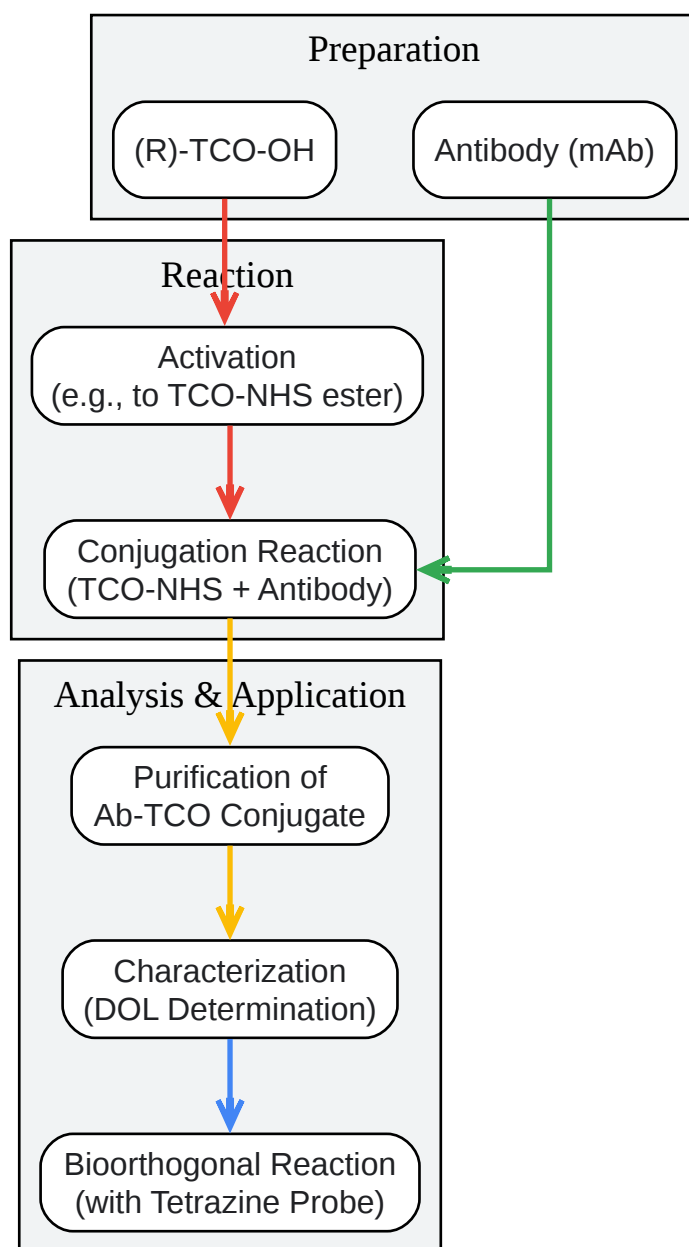 Preparation
(R)-TCO-OH
Antibody (mAb)
Reaction
Activation
(e.g., to TCO-NHS ester)
Conjugation Reaction
(TCO-NHS + Antibody)
Analysis & Application
Purification of
Ab-TCO Conjugate
Characterization
(DOL Determination)
Bioorthogonal Reaction
(with Tetrazine Probe)